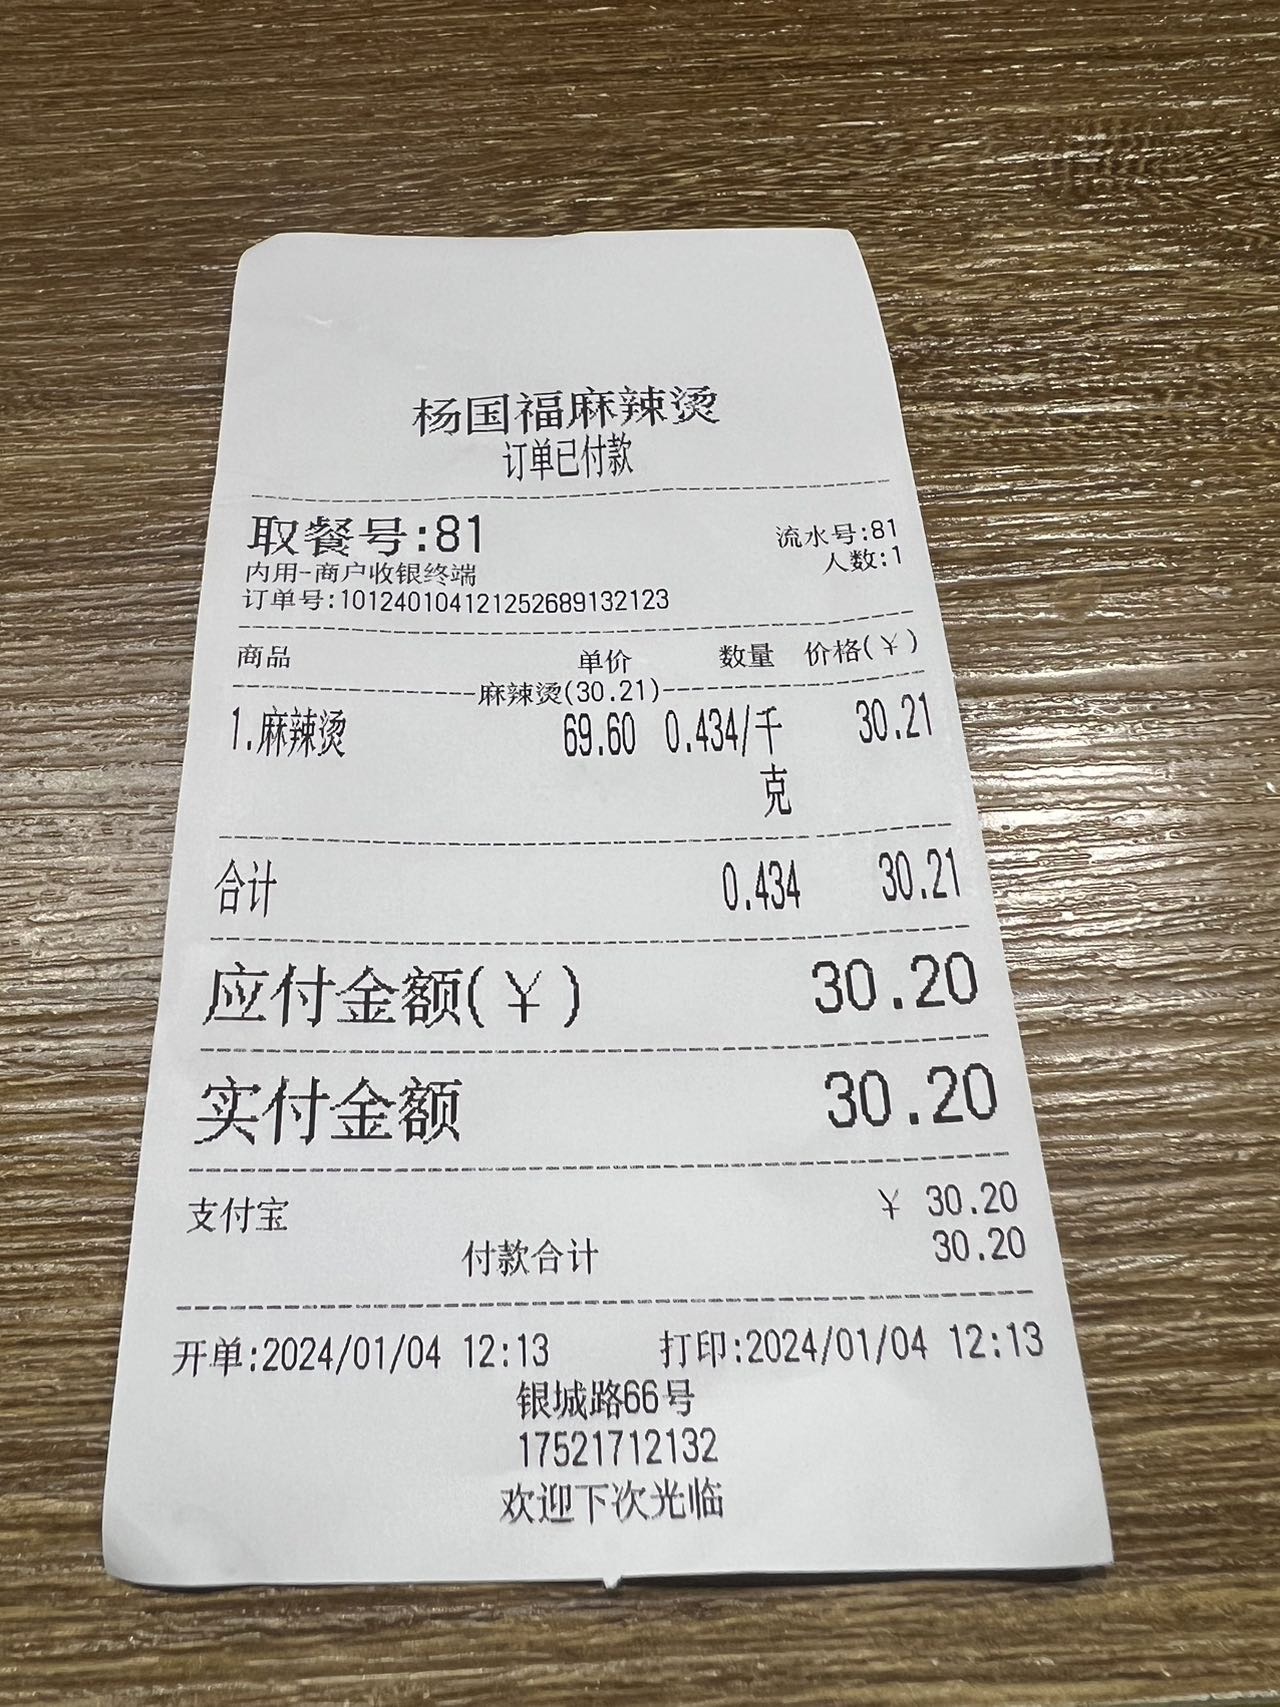 杨国福麻辣烫
订单已付款
取餐号:81
流水号:81
内用-商户收银终端
人数:1
订单号:101240104121252689132123
商品 单价 数量 价格(¥)
麻辣烫(30.21)
1.麻辣烫 69.60 0.434/千 30.21
克
合计 0.434 30.21
应付金额(¥) 30.20
实付金额 30.20
支付宝 ¥ 30.20
付款合计 30.20
开单:2024/01/04 12:13 打印:2024/01/04 12:13
银城路66号
17521712132
欢迎下次光临